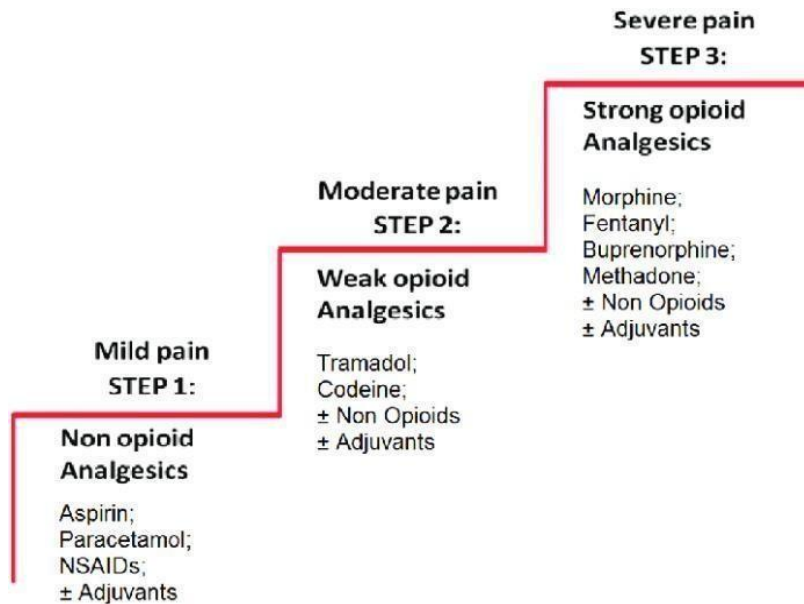 Mild pain
STEP 1:
Non opioid
Analgesics
Aspirin;
Paracetamol;
NSAIDs;
± Adjuvants
Moderate pain
STEP 2:
Weak opioid
Analgesics
Tramadol;
Codeine;
± Non Opioids
± Adjuvants
Severe pain
STEP 3:
Strong opioid
Analgesics
Morphine;
Fentanyl;
Buprenorphine;
Methadone;
± Non Opioids
± Adjuvants